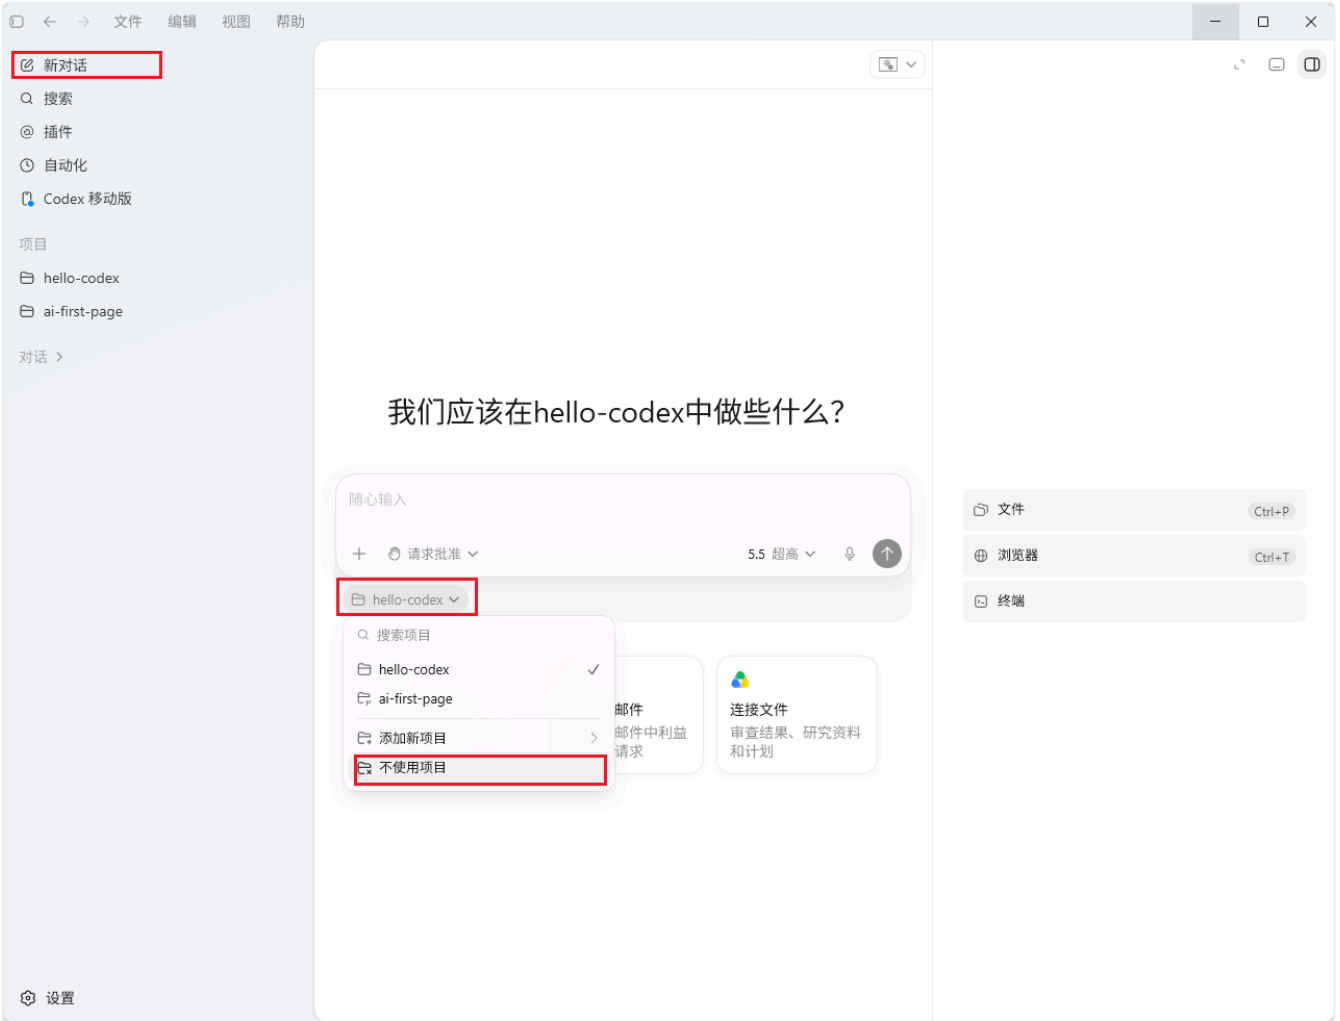 文件 编辑 视图 帮助
新对话
搜索
插件
自动化
Codex 移动版
项目
hello-codex
ai-first-page
对话
设置
我们应该在hello-codex中做些什么？
随心输入
请求批准 5.5 超高
hello-codex
搜索项目
hello-codex
ai-first-page
添加新项目
不使用项目
邮件
邮件中利益
请求
连接文件
审查结果、研究资料
和计划
文件 Ctrl+P
浏览器 Ctrl+T
终端